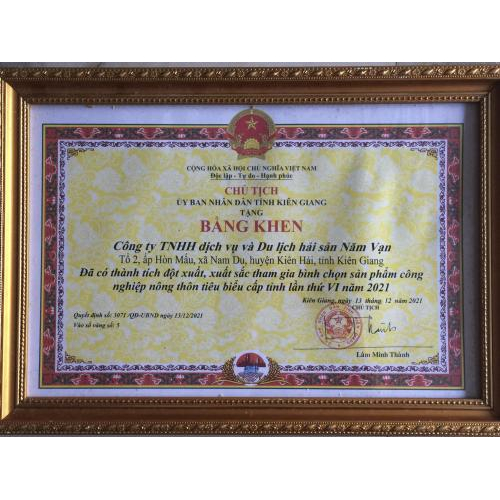 CỘNG HÒA XÃ HỘI CHỦ NGHĨA VIỆT NAM
Độc lập - Tự do - Hạnh phúc
CHỦ TỊCH
ỦY BAN NHÂN DÂN TỈNH KIÊN GIANG
TẶNG
BẰNG KHEN
Công ty TNHH dịch vụ và Du lịch hải sản Năm Vạn
Tổ 2, ấp Hòn Mấu, xã Nam Du, huyện Kiên Hải, tỉnh Kiên Giang
Đã có thành tích đột xuất, xuất sắc tham gia bình chọn sản phẩm công
nghiệp nông thôn tiêu biểu cấp tỉnh lần thứ VI năm 2021
Kiên Giang, ngày 13 tháng 12 năm 2021
Quyết định số: 3071 /QĐ-UBND ngày 13/12/2021
CHỦ TỊCH
Vào sổ vàng số: 5
Lâm Minh Thành